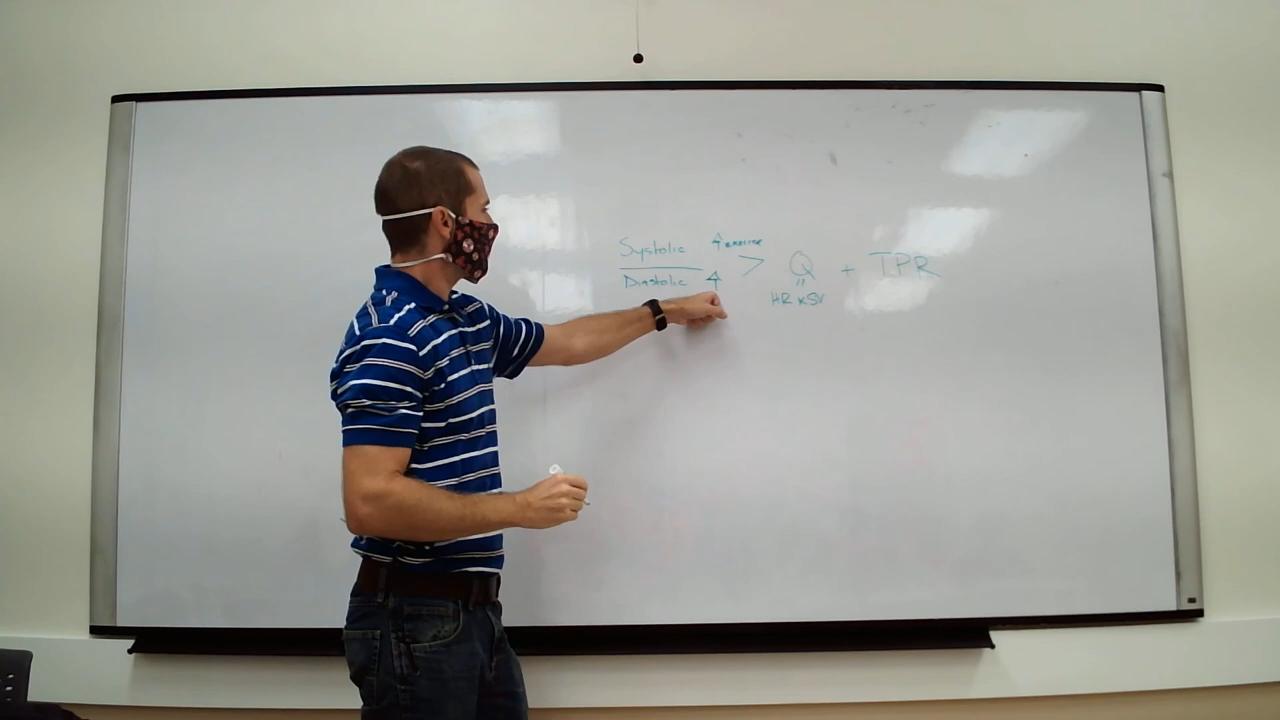 Systolic ↑ exercise
Diastolic ↑ > Q + TPR
=
HR x SV